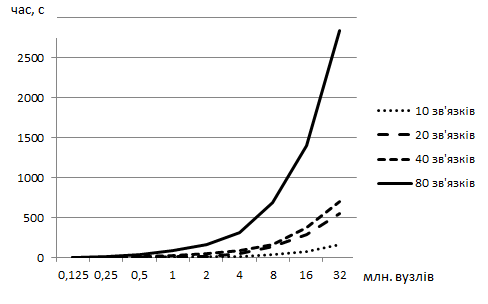 час, с
2500
2000
1500
1000
500
0
0,125 0,25 0,5 1 2 4 8 16 32
млн. вузлів
10 зв'язків
20 зв'язків
40 зв'язків
80 зв'язків